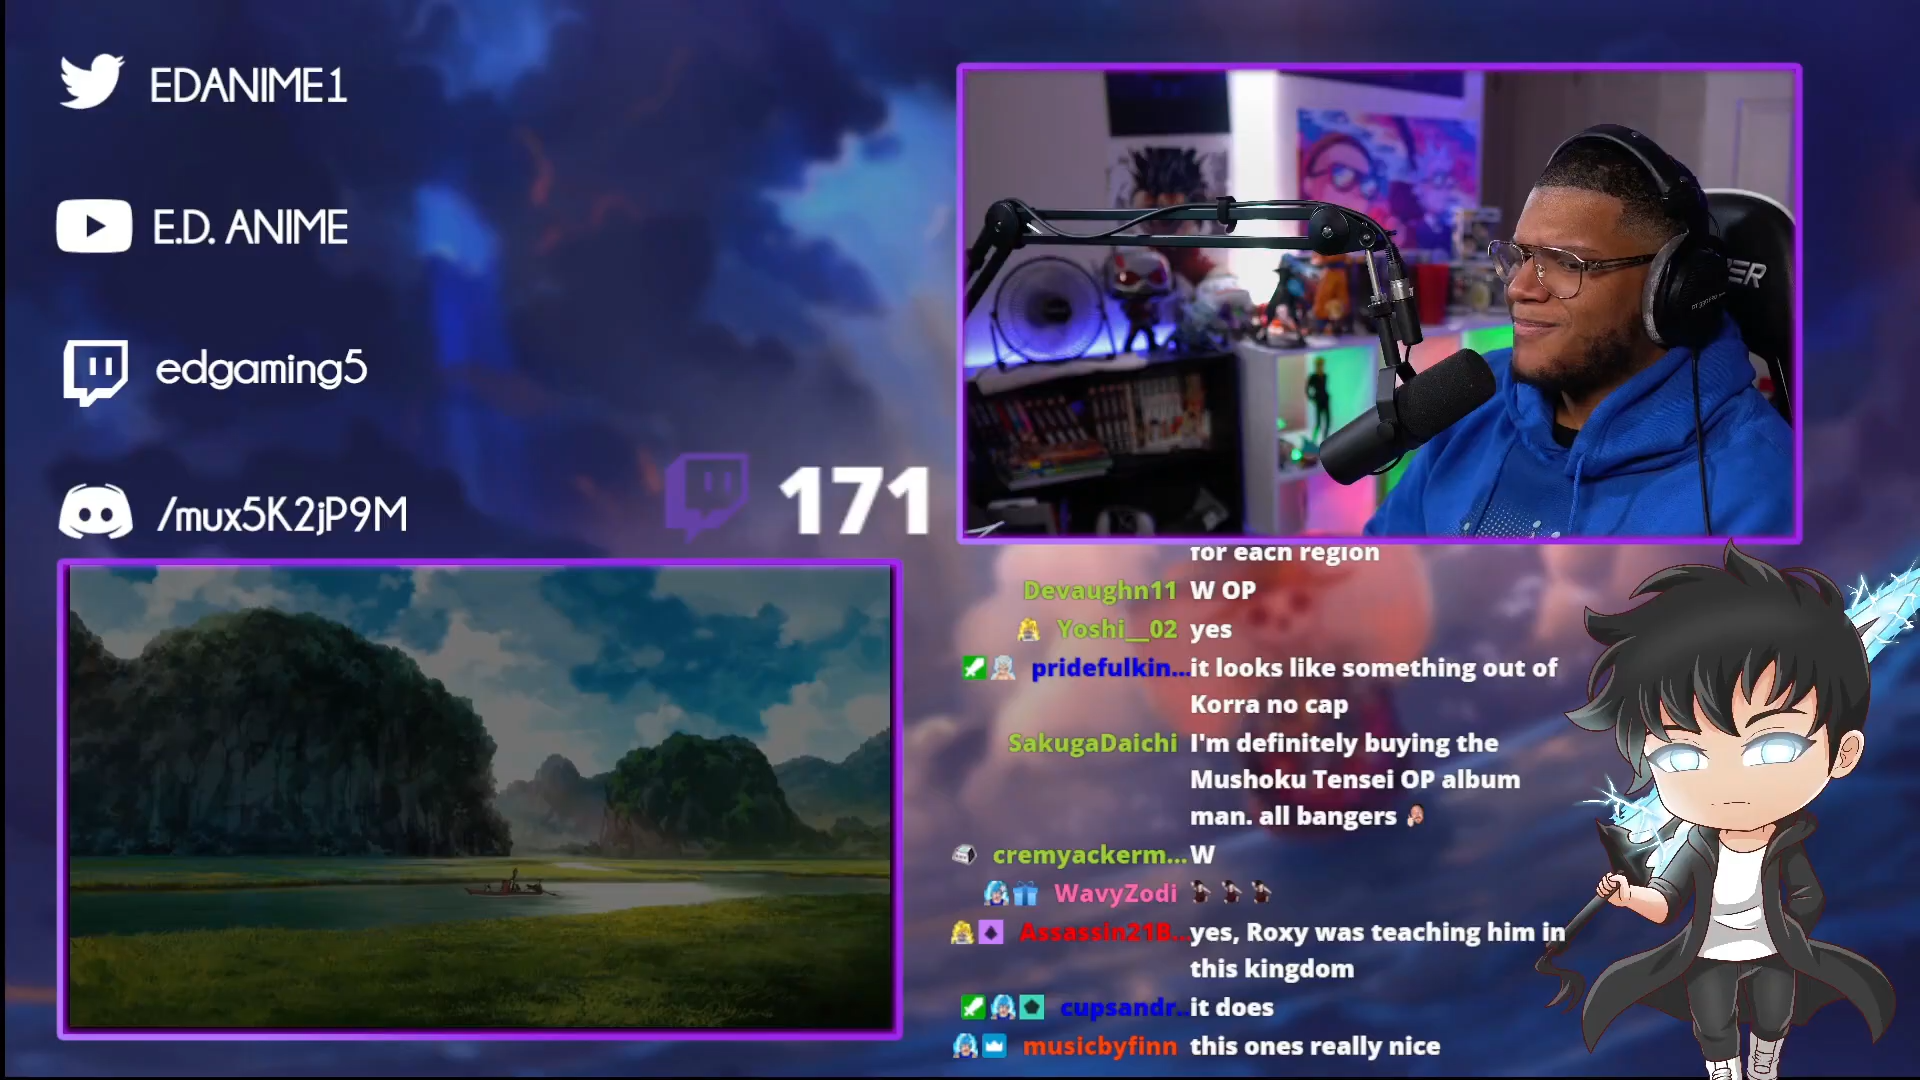 EDANIME1
E.D. ANIME
edgaming5
/mux5K2jP9M
171
for each region
Devaughn11 W OP
Yoshi__02 yes
pridefulkin... it looks like something out of
Korra no cap
SakugaDaichi I'm definitely buying the
Mushoku Tensei OP album
man. all bangers
cremyackerm... W
WavyZodi
Assassin21B... yes, Roxy was teaching him in
this kingdom
cupsandr... it does
musicbyfinn this ones really nice